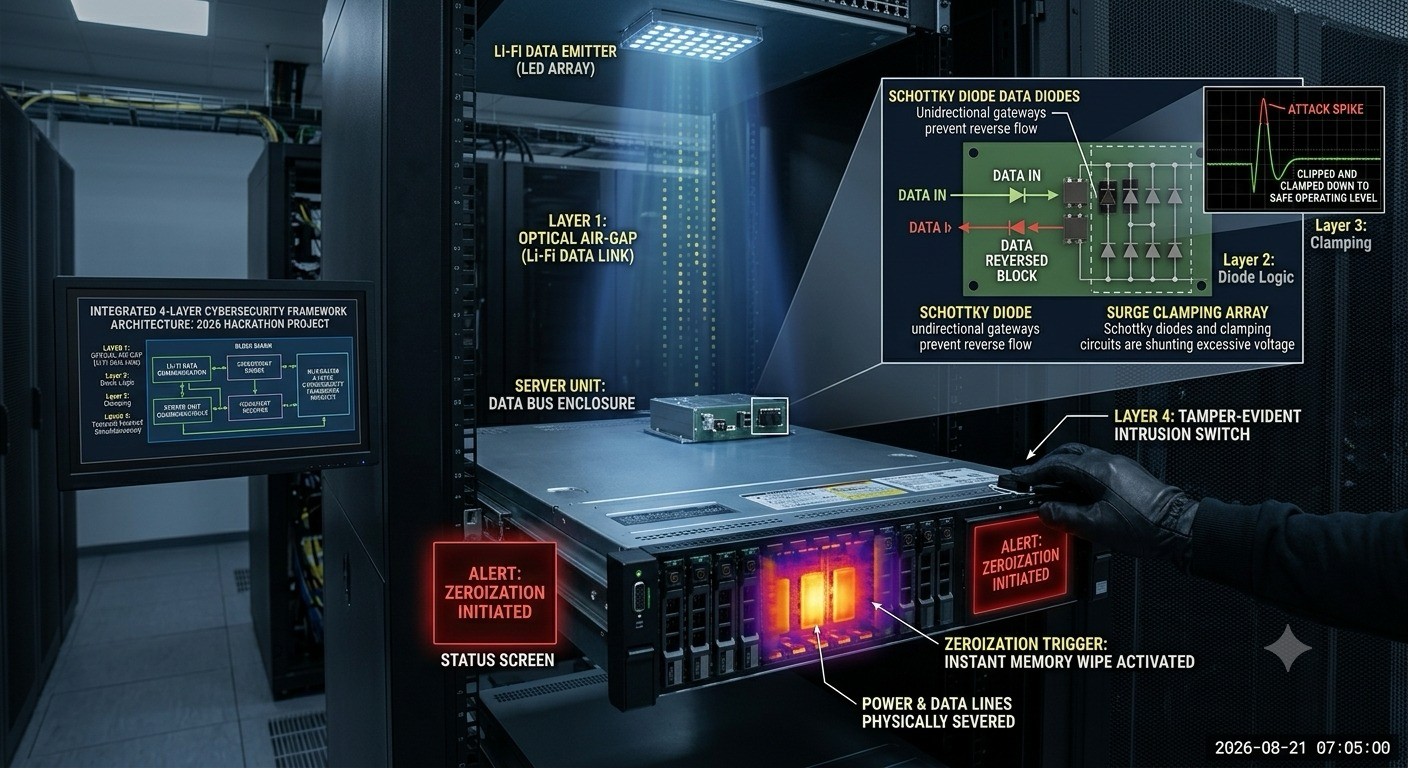 LI-FI DATA EMITTER
(LED ARRAY)
LAYER 1:
OPTICAL AIR-GAP
(Li-Fi DATA LINK)
SERVER UNIT:
DATA BUS ENCLOSURE
SCHOTTKY DIODE DATA DIODES
Unidirectional gateways
prevent reverse flow
DATA IN
DATA IN
DATA I
DATA
REVERSED
BLOCK
SCHOTTKY DIODE
undirectional gateways
prevent reverse flow
SURGE CLAMPING ARRAY
Schottky diodes and clamping
circuits are shunting excessive voltage
Layer 2:
Diode Logic
ATTACK SPIKE
CLIPPED AND
CLAMPED DOWN TO
SAFE OPERATING LEVEL
Layer 3:
Clamping
INTEGRATED 4-LAYER CYBERSECURITY FRAMEWORK
ARCHITECTURE: 2026 HACKATHON PROJECT
LAYER 4: TAMPER-EVIDENT
INTRUSION SWITCH
ALERT:
ZEROIZATION
INITIATED
STATUS SCREEN
ALERT:
ZEROIZATION
INITIATED
ZEROIZATION TRIGGER:
INSTANT MEMORY WIPE ACTIVATED
POWER & DATA LINES
PHYSICALLY SEVERED
2026-08-21 07:05:00